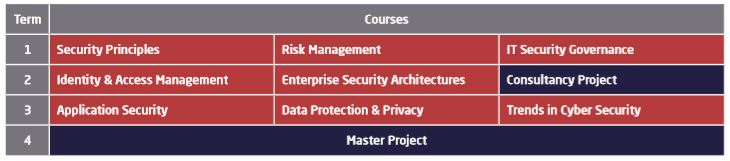 Term Courses
1 Security Principles Risk Management IT Security Governance
2 Identity & Access Management Enterprise Security Architectures Consultancy Project
3 Application Security Data Protection & Privacy Trends in Cyber Security
4 Master Project